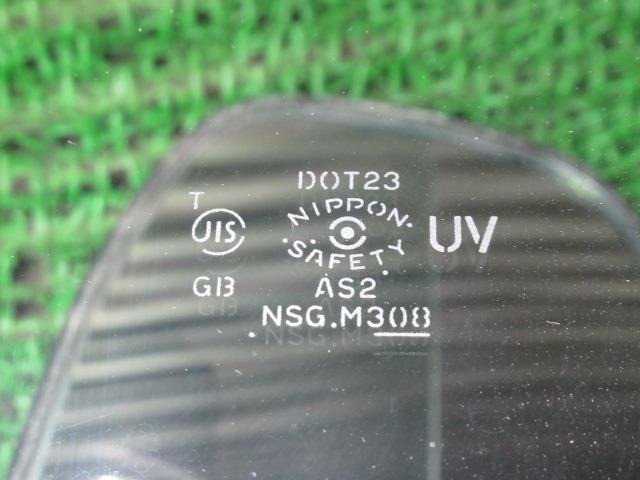 DOT23
T
JIS
NIPPON
SAFETY
UV
GB
AS2
NSG.M308